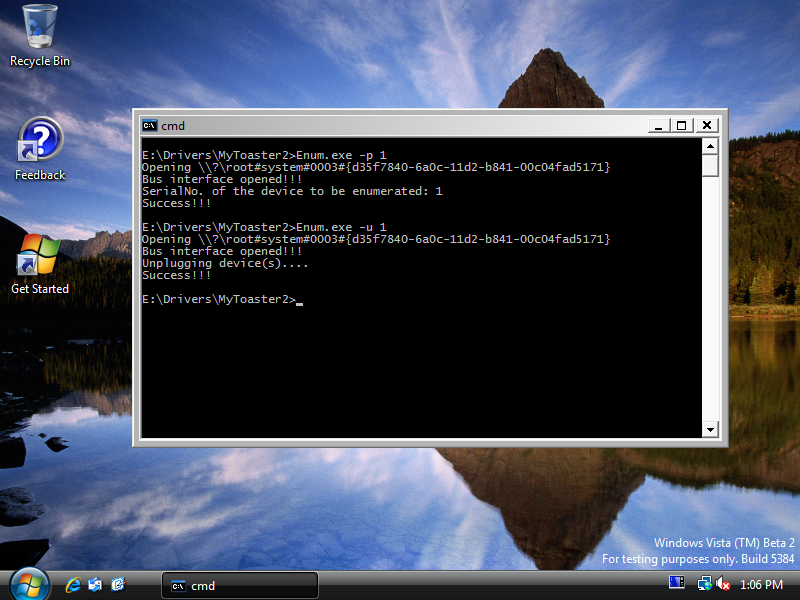 Recycle Bin
Feedback
Get Started
C:\ cmd
E:\Drivers\MyToaster2>Enum.exe -p 1
Opening \\?\root#system#0003#{d35f7840-6a0c-11d2-b841-00c04fad5171}
Bus interface opened!!!
SerialNo. of the device to be enumerated: 1
Success!!!
E:\Drivers\MyToaster2>Enum.exe -u 1
Opening \\?\root#system#0003#{d35f7840-6a0c-11d2-b841-00c04fad5171}
Bus interface opened!!!
Unplugging device(s)....
Success!!!
E:\Drivers\MyToaster2>_
Windows Vista (TM) Beta 2
For testing purposes only. Build 5384
C:\ cmd
1:06 PM